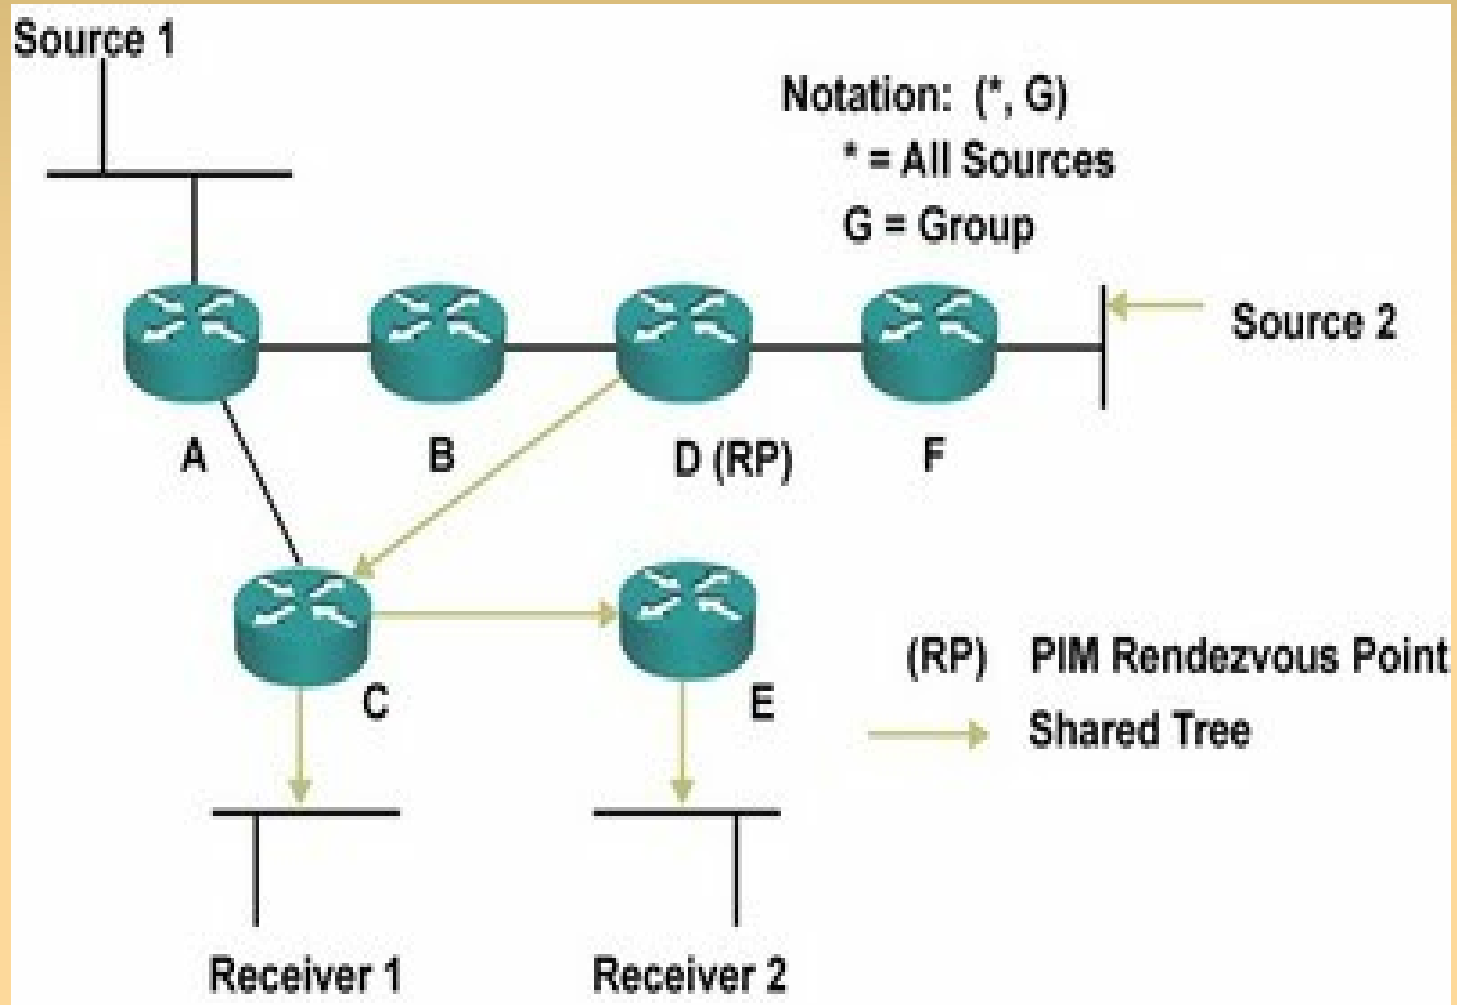 Source 1
Notation: (*, G)
* = All Sources
G = Group
Source 2
A
B
D (RP)
F
C
E
(RP) PIM Rendezvous Point
Shared Tree
Receiver 1
Receiver 2